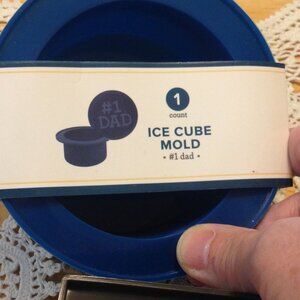 #1
DAD
1
count
ICE CUBE
MOLD
• #1 dad •